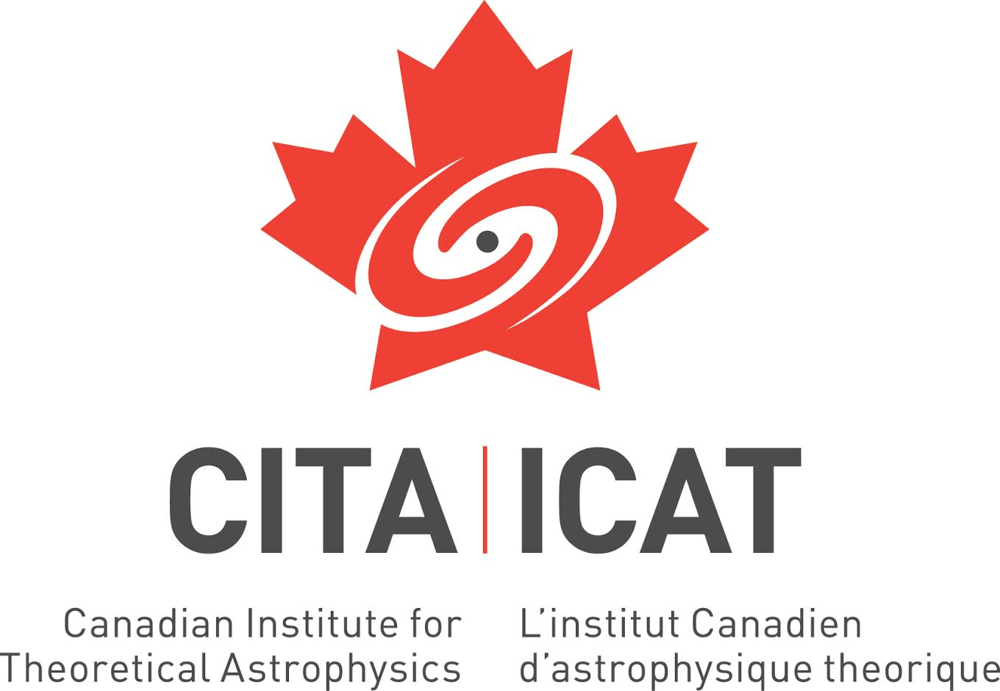 CITA | ICAT
Canadian Institute for
Theoretical Astrophysics
L’institut Canadien
d’astrophysique theorique